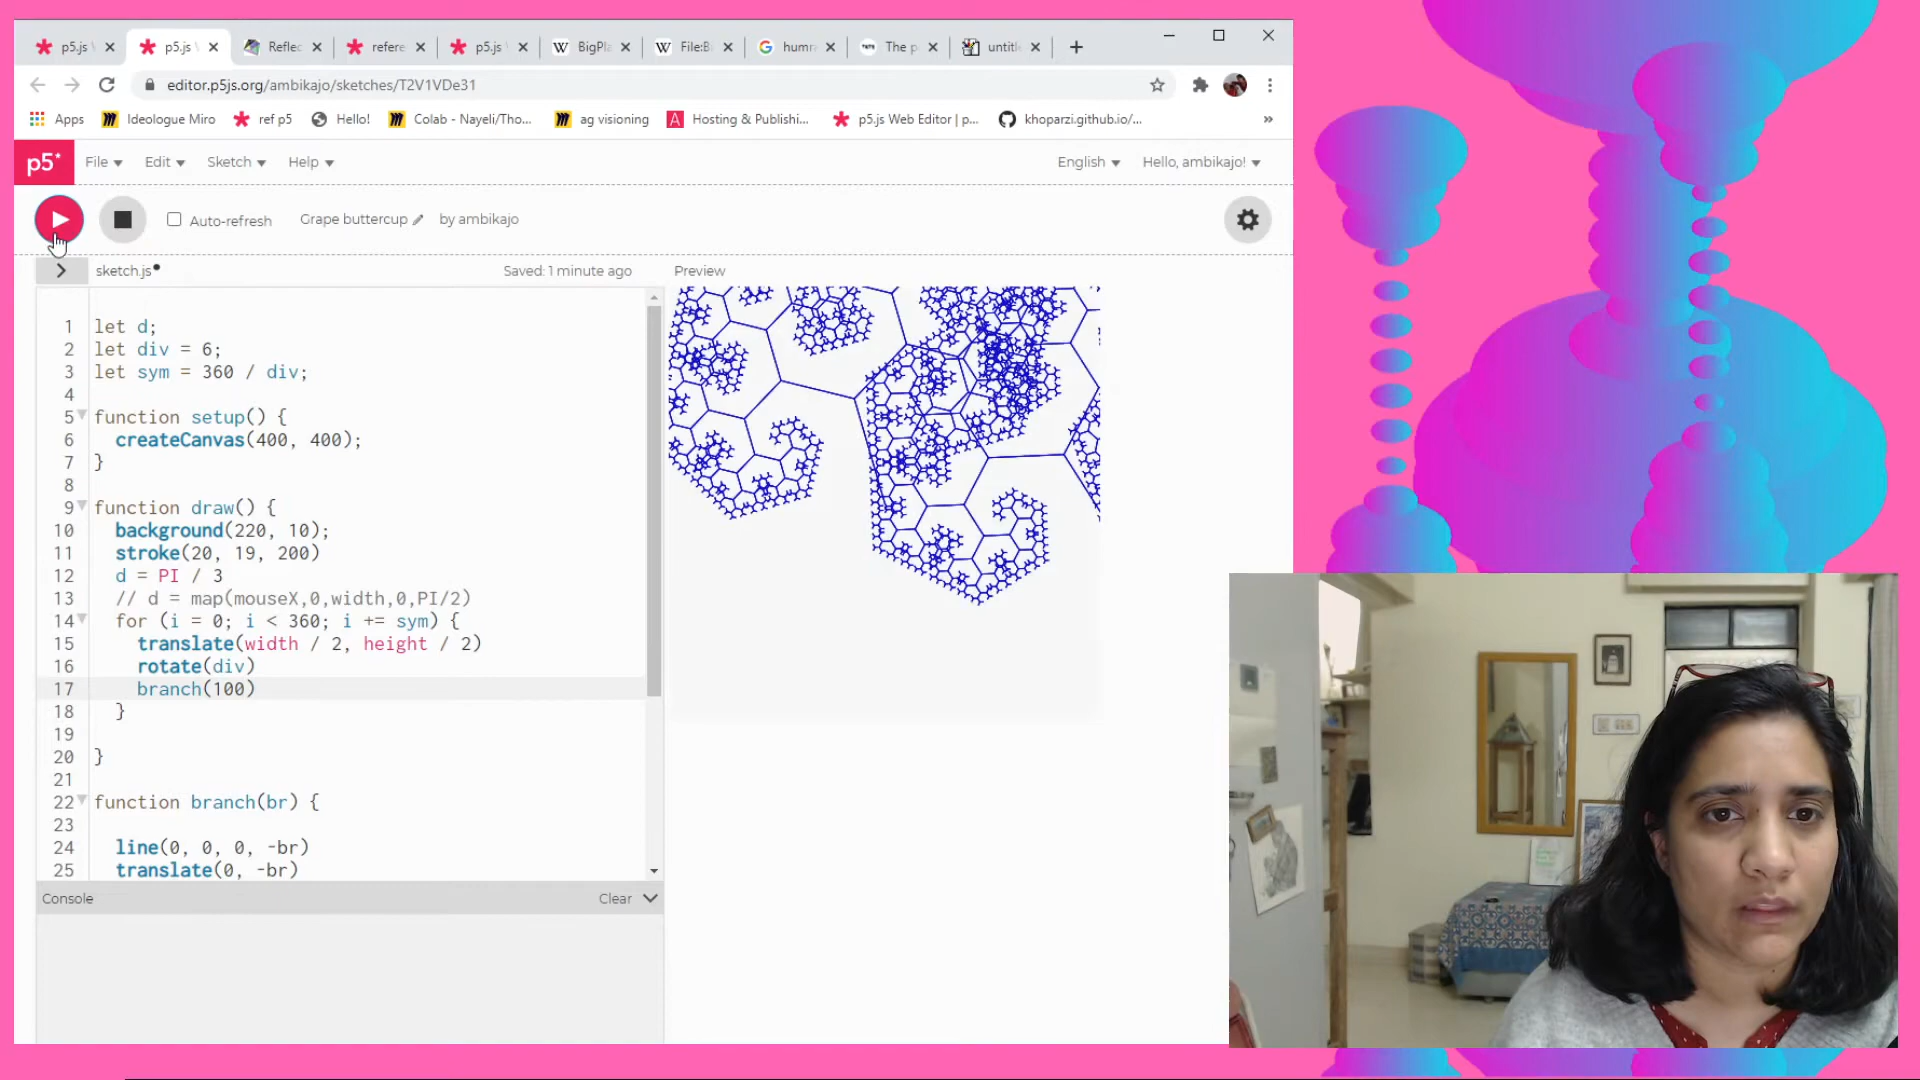 p5.js \
p5.js \
Reflec
refere
p5.js
BigPla
File:Ba
humr
The p
untitl
editor.p5js.org/ambikajo/sketches/T2V1VDe31
Apps
Ideologue Miro
ref p5
Hello!
Colab - Nayeli/Tho...
ag visioning
Hosting & Publishi...
p5.js Web Editor | p...
khoparzi.github.io/...
»
p5*
File
Edit
Sketch
Help
English
Hello, ambikajo!
Auto-refresh
Grape buttercup
by ambikajo
sketch.js
Saved: 1 minute ago
Preview
1 let d;
2 let div = 6;
3 let sym = 360 / div;
4
5 function setup() {
6 createCanvas(400, 400);
7 }
8
9 function draw() {
10 background(220, 10);
11 stroke(20, 19, 200)
12 d = PI / 3
13 // d = map(mouseX,0,width,0,PI/2)
14 for (i = 0; i < 360; i += sym) {
15 translate(width / 2, height / 2)
16 rotate(div)
17 branch(100)
18 }
19
20 }
21
22 function branch(br) {
23
24 line(0, 0, 0, -br)
25 translate(0, -br)
Console
Clear